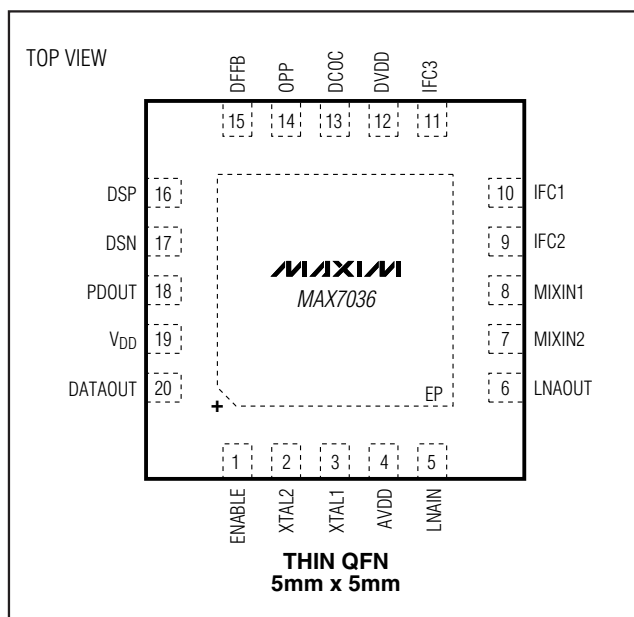 TOP VIEW
DFFB
OPP
DCOC
DVDD
IFC3
15
14
13
12
11
DSP 16
DSN 17
PDOUT 18
VDD 19
DATAOUT 20
10 IFC1
9 IFC2
8 MIXIN1
7 MIXIN2
6 LNAOUT
MAXIM
MAX7036
EP
+
1
2
3
4
5
ENABLE
XTAL2
XTAL1
AVDD
LNAIN
THIN QFN
5mm x 5mm